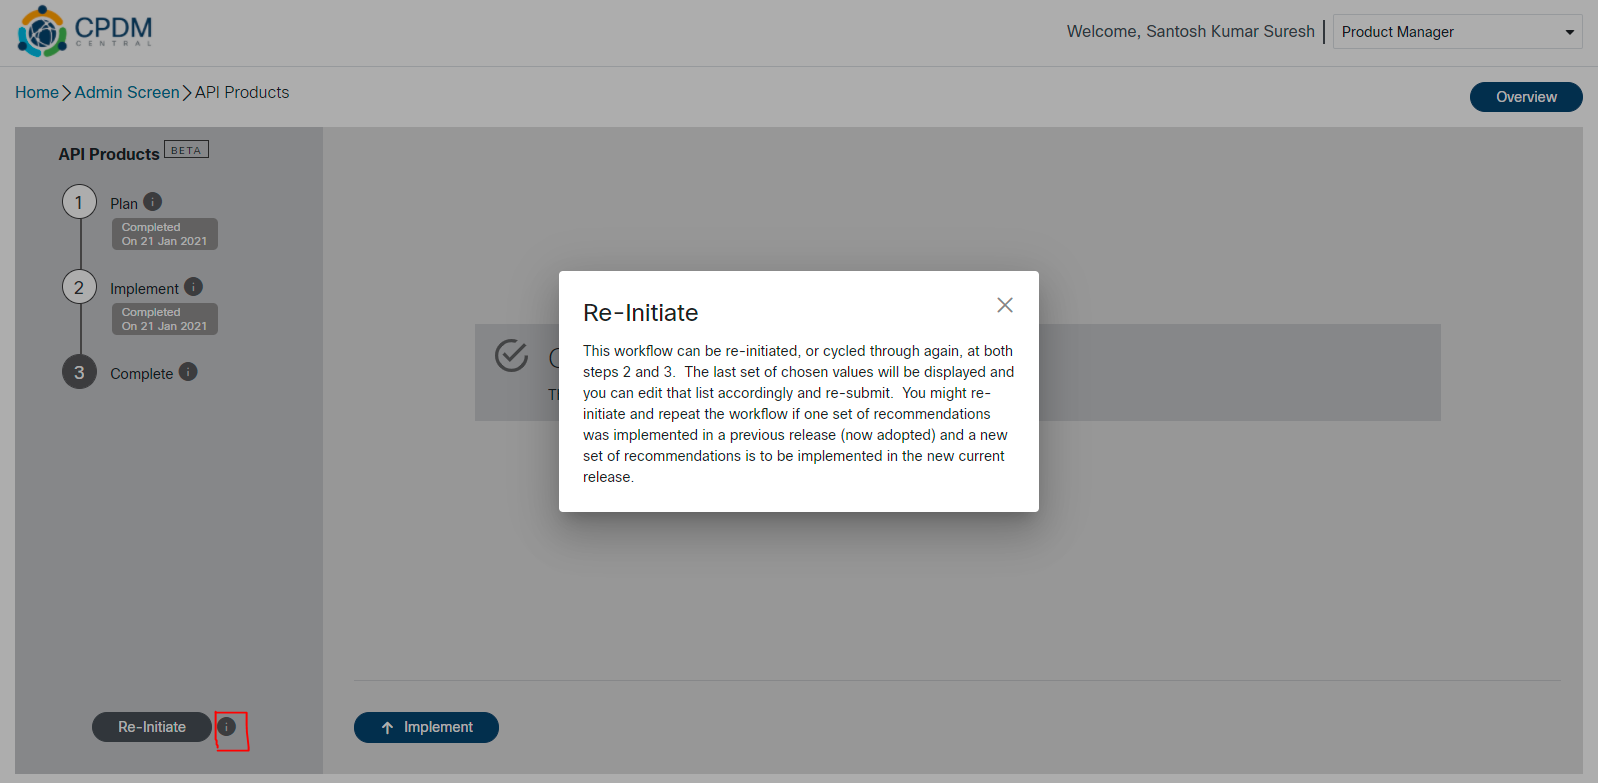 CPDM
CENTRAL
Welcome, Santosh Kumar Suresh
Product Manager
Home
Admin Screen
API Products
Overview
API Products
BETA
1
Plan
i
Completed
On 21 Jan 2021
2
Implement
i
Completed
On 21 Jan 2021
3
Complete
i
Re-Initiate
This workflow can be re-initiated, or cycled through again, at both
steps 2 and 3.  The last set of chosen values will be displayed and
you can edit that list accordingly and re-submit.  You might re-
initiate and repeat the workflow if one set of recommendations
was implemented in a previous release (now adopted) and a new
set of recommendations is to be implemented in the new current
release.
Re-Initiate
i
Implement